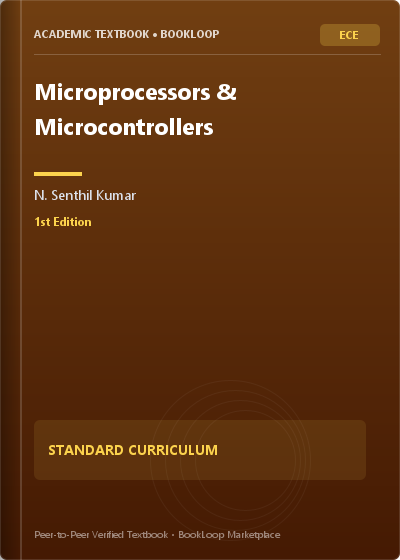 ACADEMIC TEXTBOOK • BOOKLOOP
ECE
Microprocessors &
Microcontrollers
N. Senthil Kumar
1st Edition
STANDARD CURRICULUM
Peer-to-Peer Verified Textbook • BookLoop Marketplace